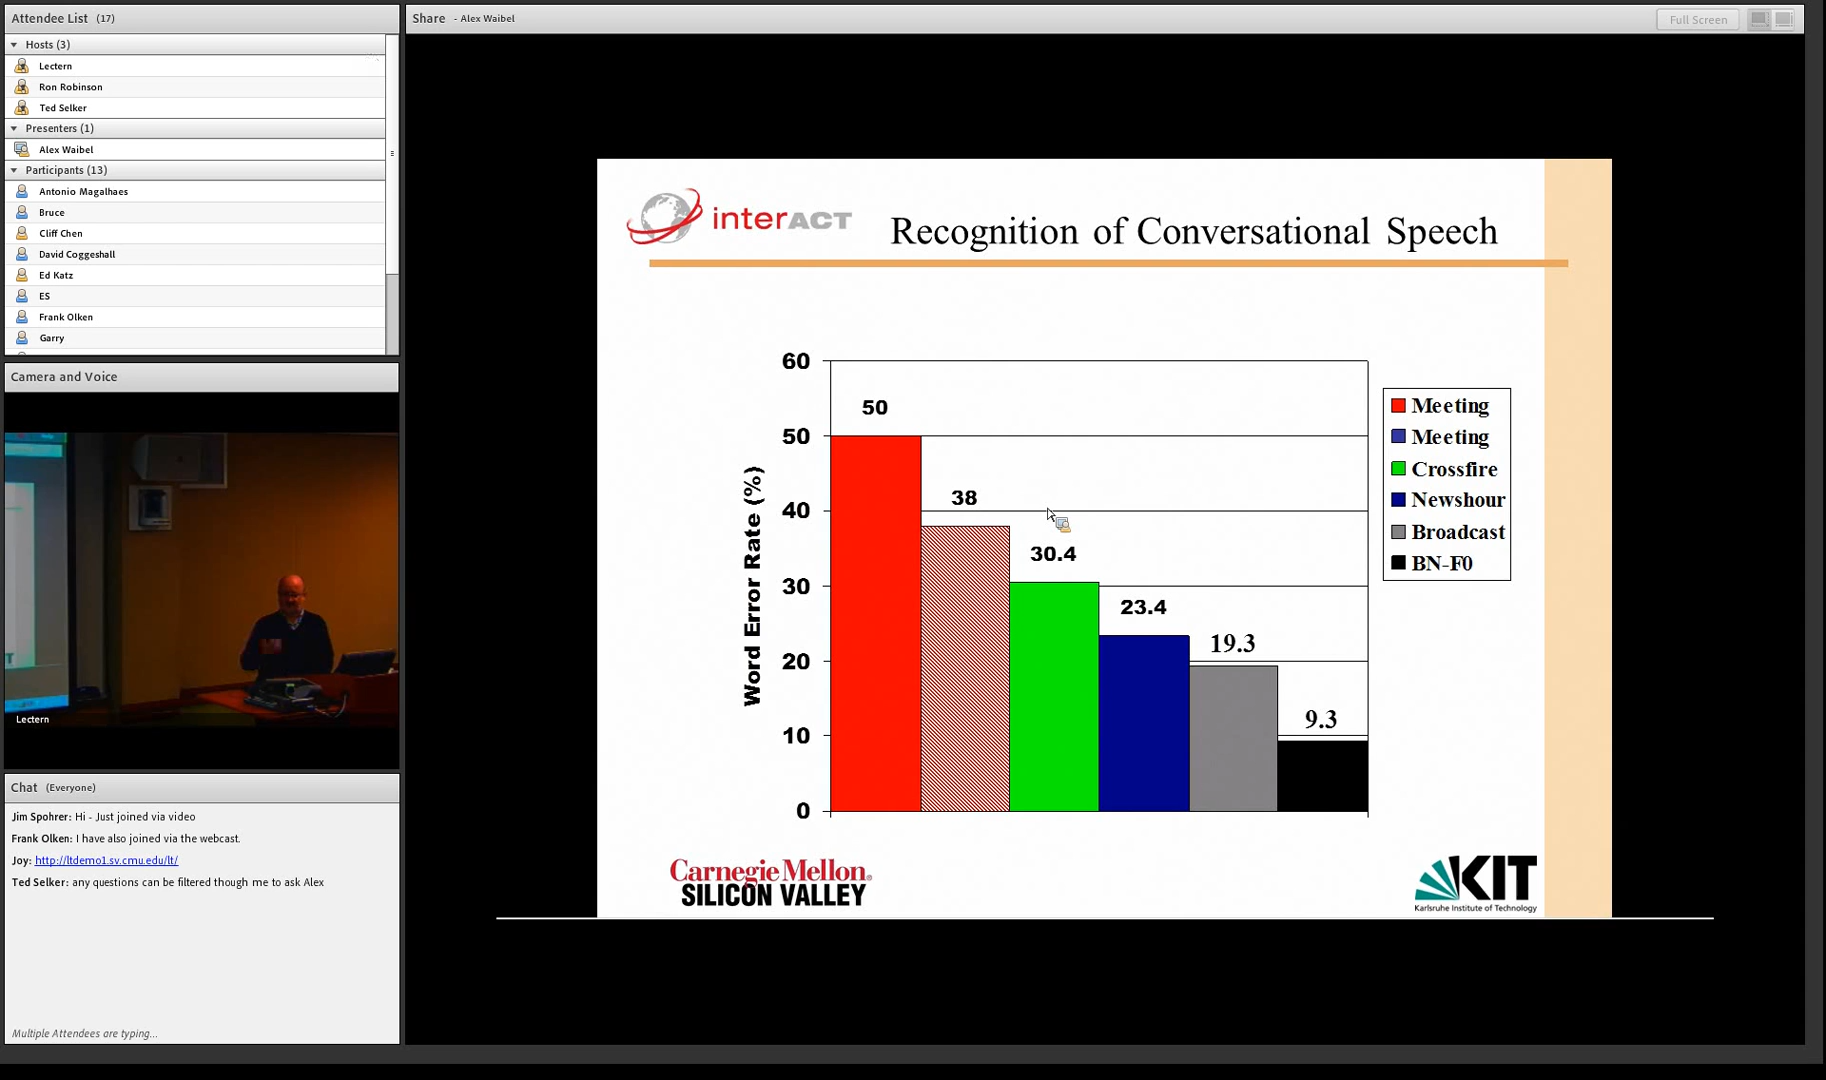 Attendee List (17)
Hosts (3)
Lectern
Ron Robinson
Ted Selker
Presenters (1)
Alex Waibel
Participants (13)
Antonio Magalhaes
Bruce
Cliff Chen
David Coggeshall
Ed Katz
ES
Frank Olken
Garry
Camera and Voice
Lectern
Chat (Everyone)
Jim Spohrer: Hi - Just joined via video
Frank Olken: I have also joined via the webcast.
Joy: http://ltdemo1.sv.cmu.edu/lt/
Ted Selker: any questions can be filtered though me to ask Alex
Multiple Attendees are typing...
Share - Alex Waibel
Full Screen
interACT
Recognition of Conversational Speech
Word Error Rate (%)
60
50
40
30
20
10
0
50
38
30.4
23.4
19.3
9.3
Meeting
Meeting
Crossfire
Newshour
Broadcast
BN-F0
Carnegie Mellon®
SILICON VALLEY
KIT
Karlsruhe Institute of Technology